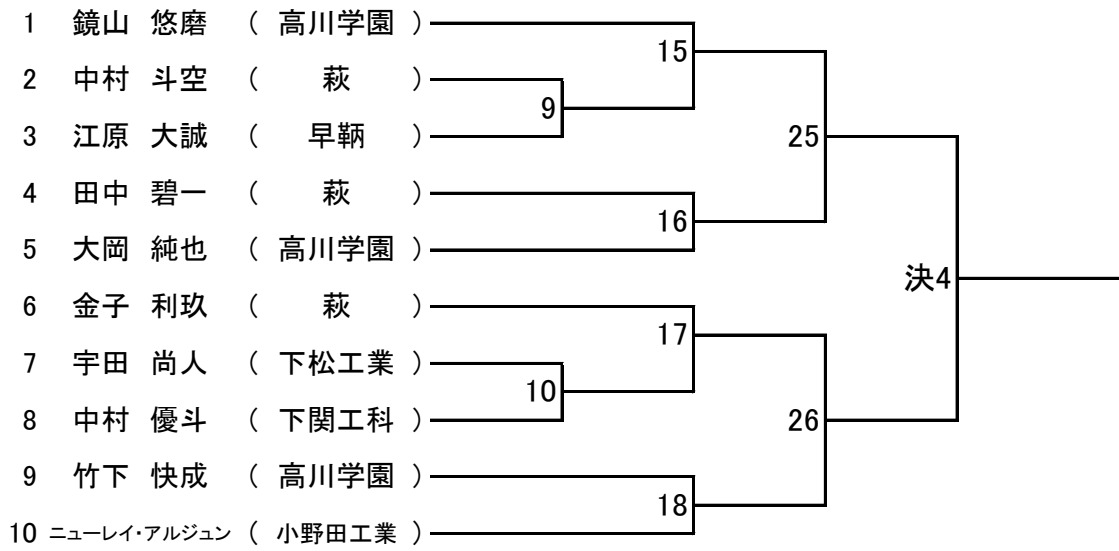 1 鏡山 悠磨 ( 高川学園 )
15
2 中村 斗空 ( 萩 )
9
3 江原 大誠 ( 早鞆 )
25
4 田中 碧一 ( 萩 )
16
5 大岡 純也 ( 高川学園 )
決4
6 金子 利玖 ( 萩 )
17
7 宇田 尚人 ( 下松工業 )
10
8 中村 優斗 ( 下関工科 )
26
9 竹下 快成 ( 高川学園 )
18
10 ニューレイ・アルジュン ( 小野田工業 )